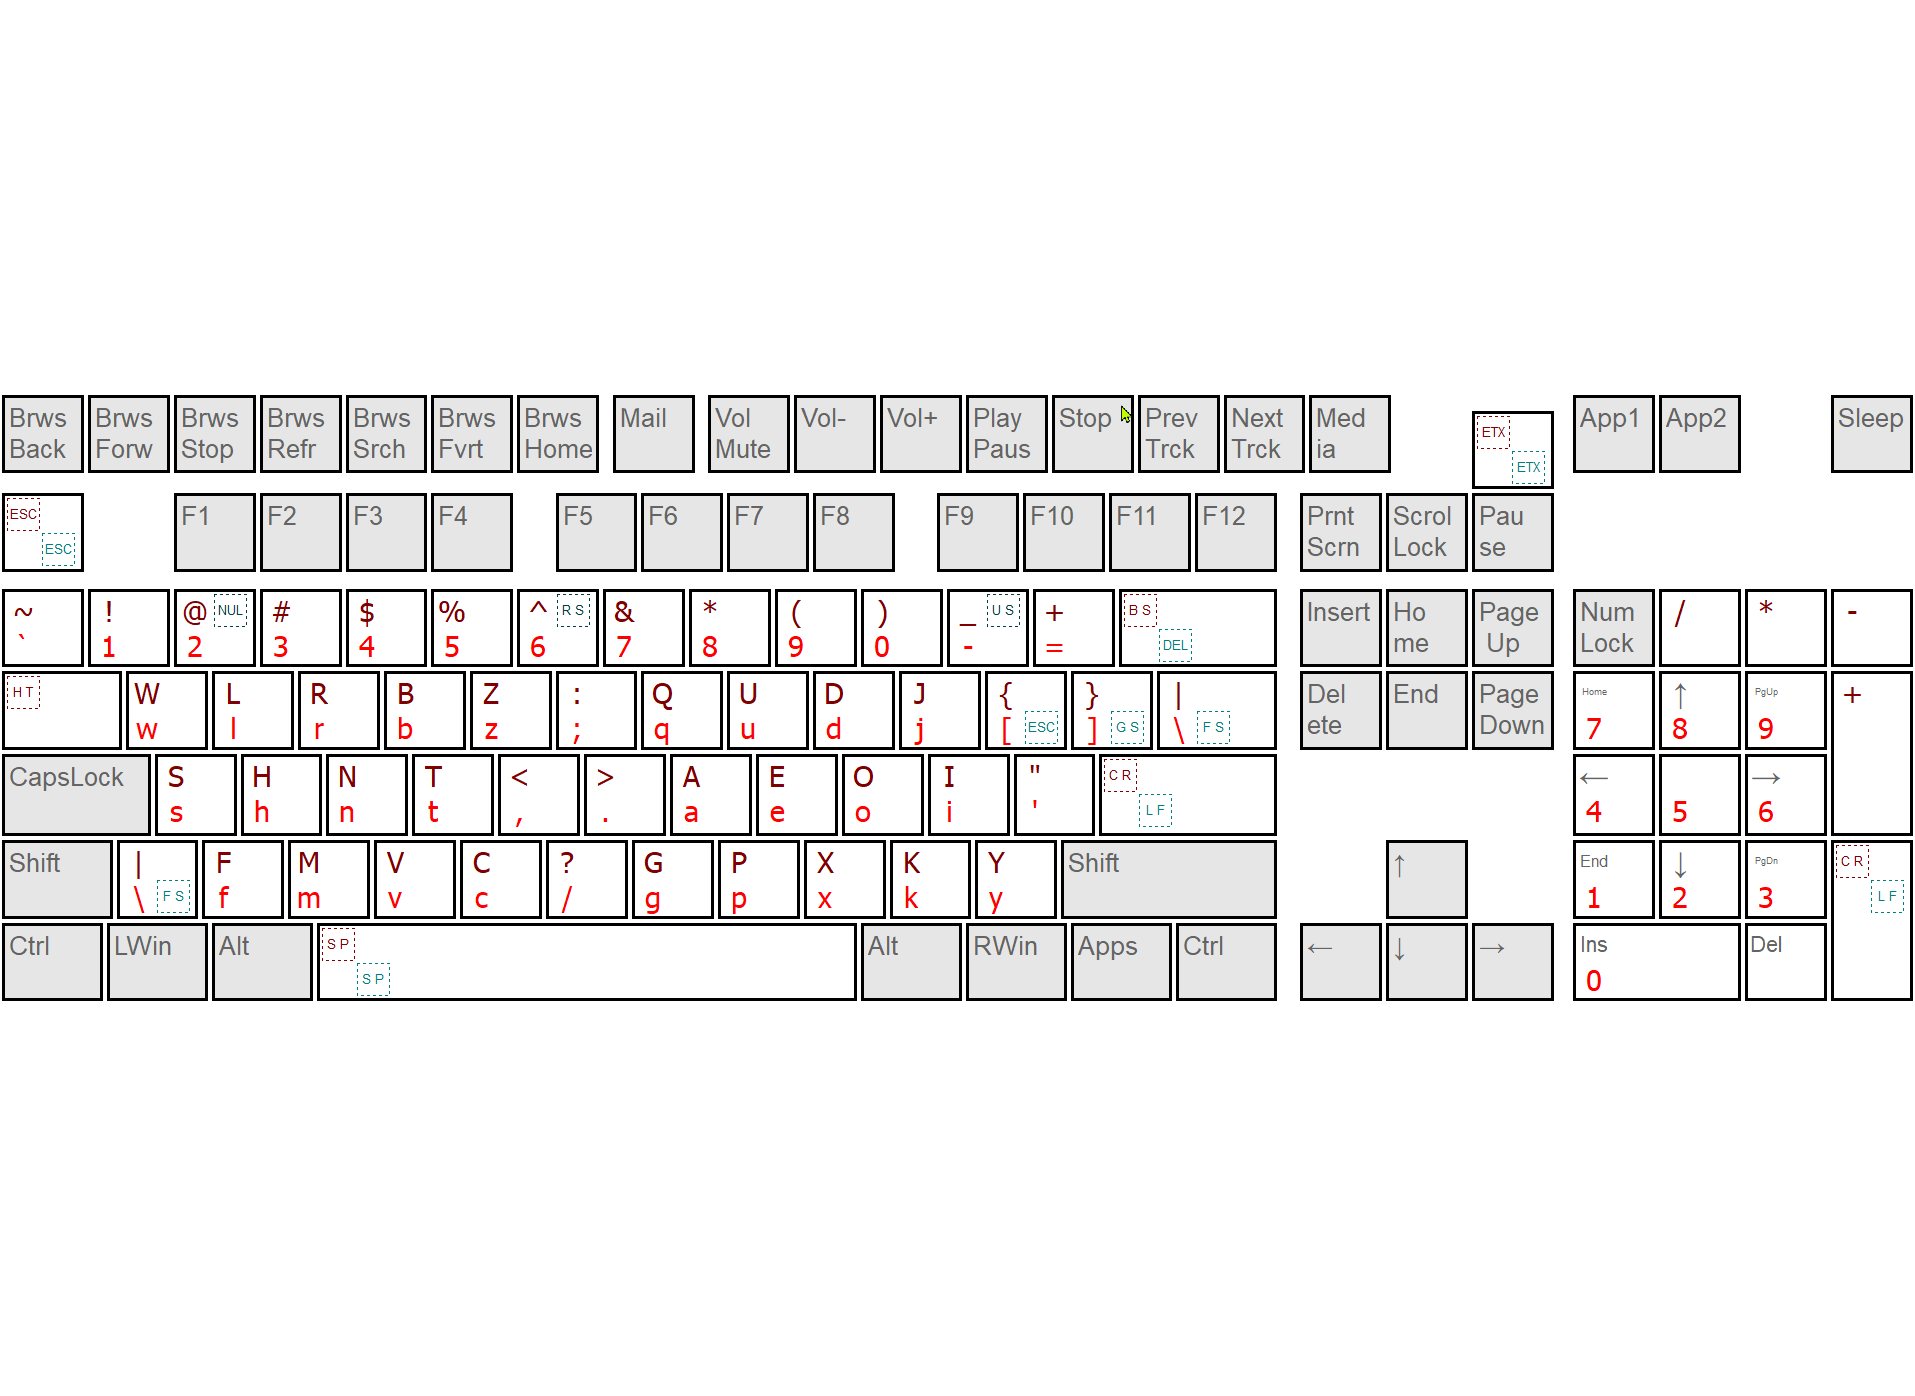 Brws Brws Brws Brws Brws Brws Brws Mail Vol Vol- Vol+ Play Stop Prev Next Med App1 App2 Sleep
Back Forw Stop Refr Srch Fvrt Home Mute Paus Trck Trck ia
ETX
ETX
ESC F1 F2 F3 F4 F5 F6 F7 F8 F9 F10 F11 F12 Prnt Scrol Pau
ESC Scrn Lock se
~ ! @ NUL # $ % ^ RS & * ( ) _ US + BS Insert Ho Page Num / * -
` 1 2 3 4 5 6 7 8 9 0 - = DEL me Up Lock
HT W L R B Z : Q U D J { } | Del End Page Home ↑ PgUp +
w l r b z ; q u d j [ ESC ] GS \ FS ete Down 7 8 9
CapsLock S H N T < > A E O I " CR ← →
s h n t , . a e o i ' LF 4 5 6
Shift | F M V C ? G P X K Y Shift ↑ End ↓ PgDn CR
\ FS f m v c / g p x k y 1 2 3 LF
Ctrl LWin Alt SP Alt RWin Apps Ctrl ← ↓ → Ins Del
SP 0